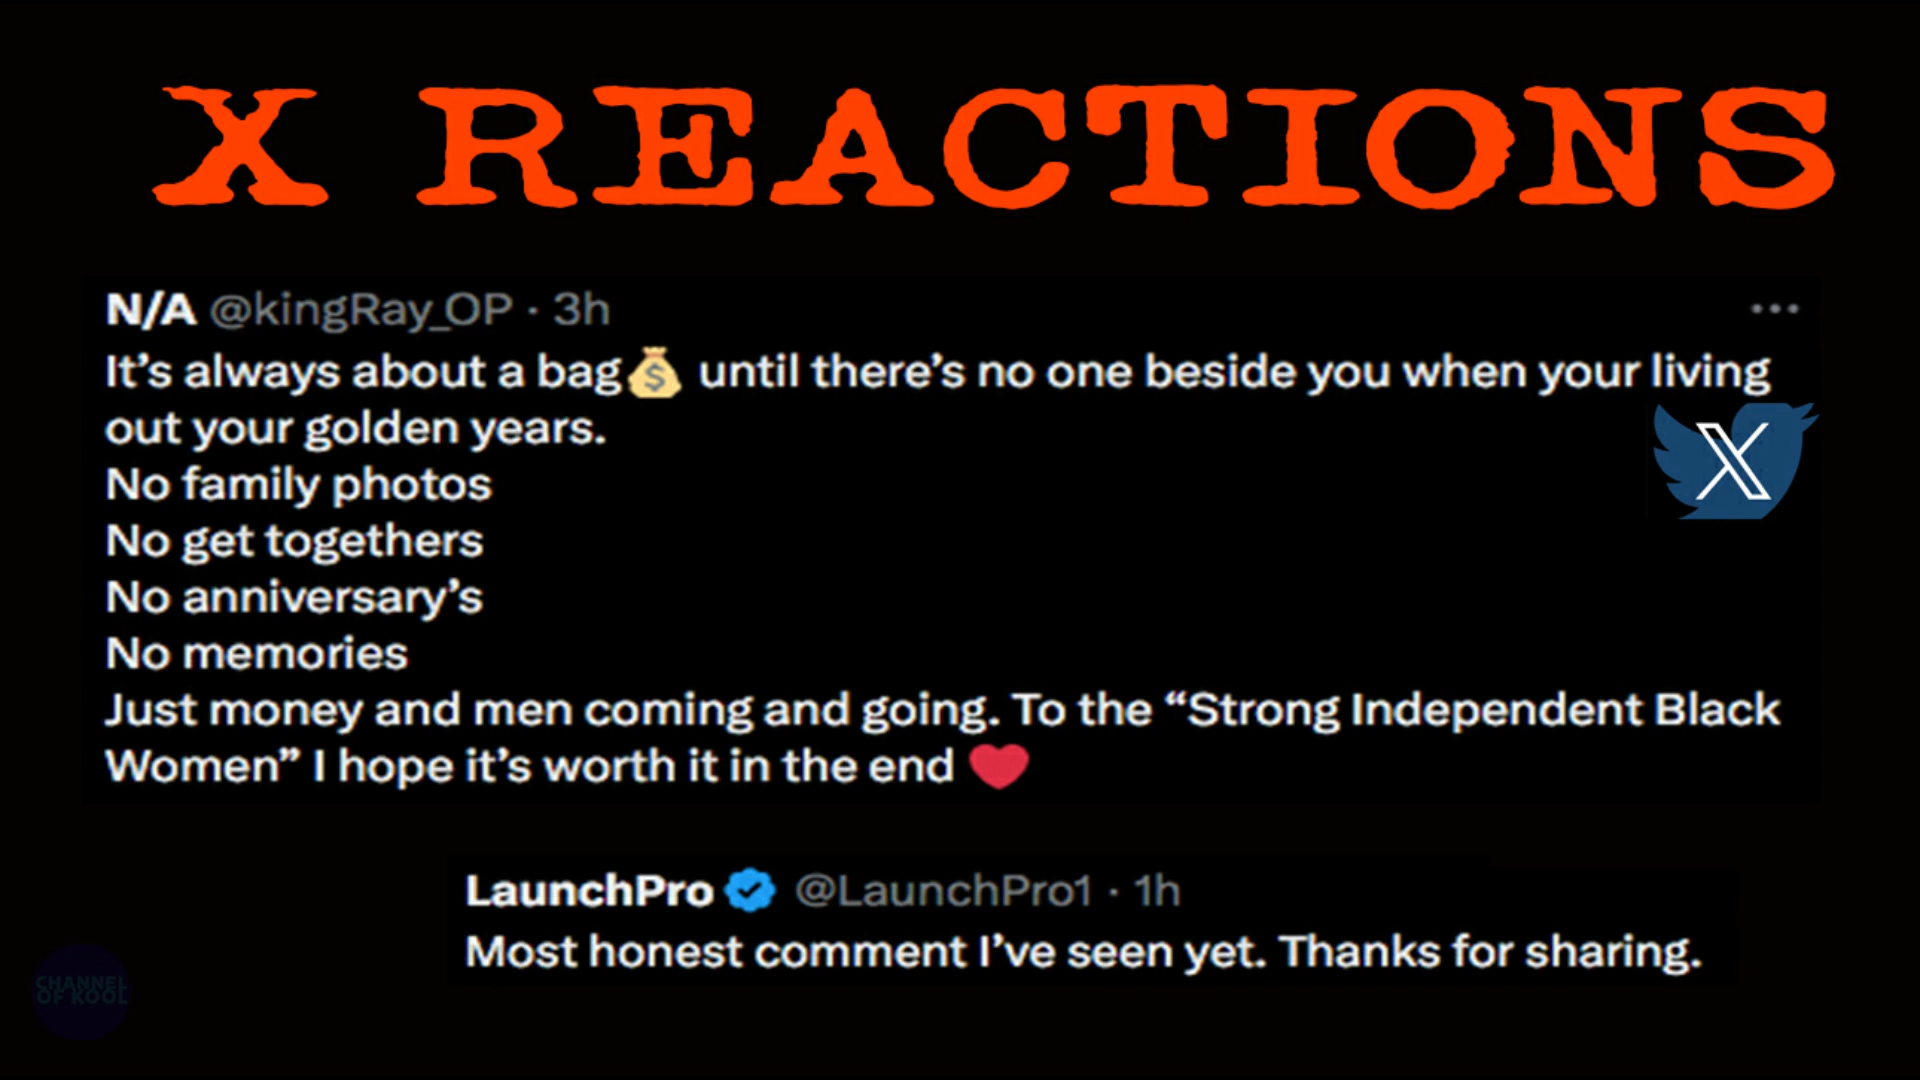 X REACTIONS
N/A @kingRay_OP · 3h
It’s always about a bag💰 until there’s no one beside you when your living
out your golden years.
No family photos
No get togethers
No anniversary’s
No memories
Just money and men coming and going. To the “Strong Independent Black
Women” I hope it’s worth it in the end ❤️
LaunchPro @LaunchPro1 · 1h
Most honest comment I’ve seen yet. Thanks for sharing.
CHANNEL
OF KOOL